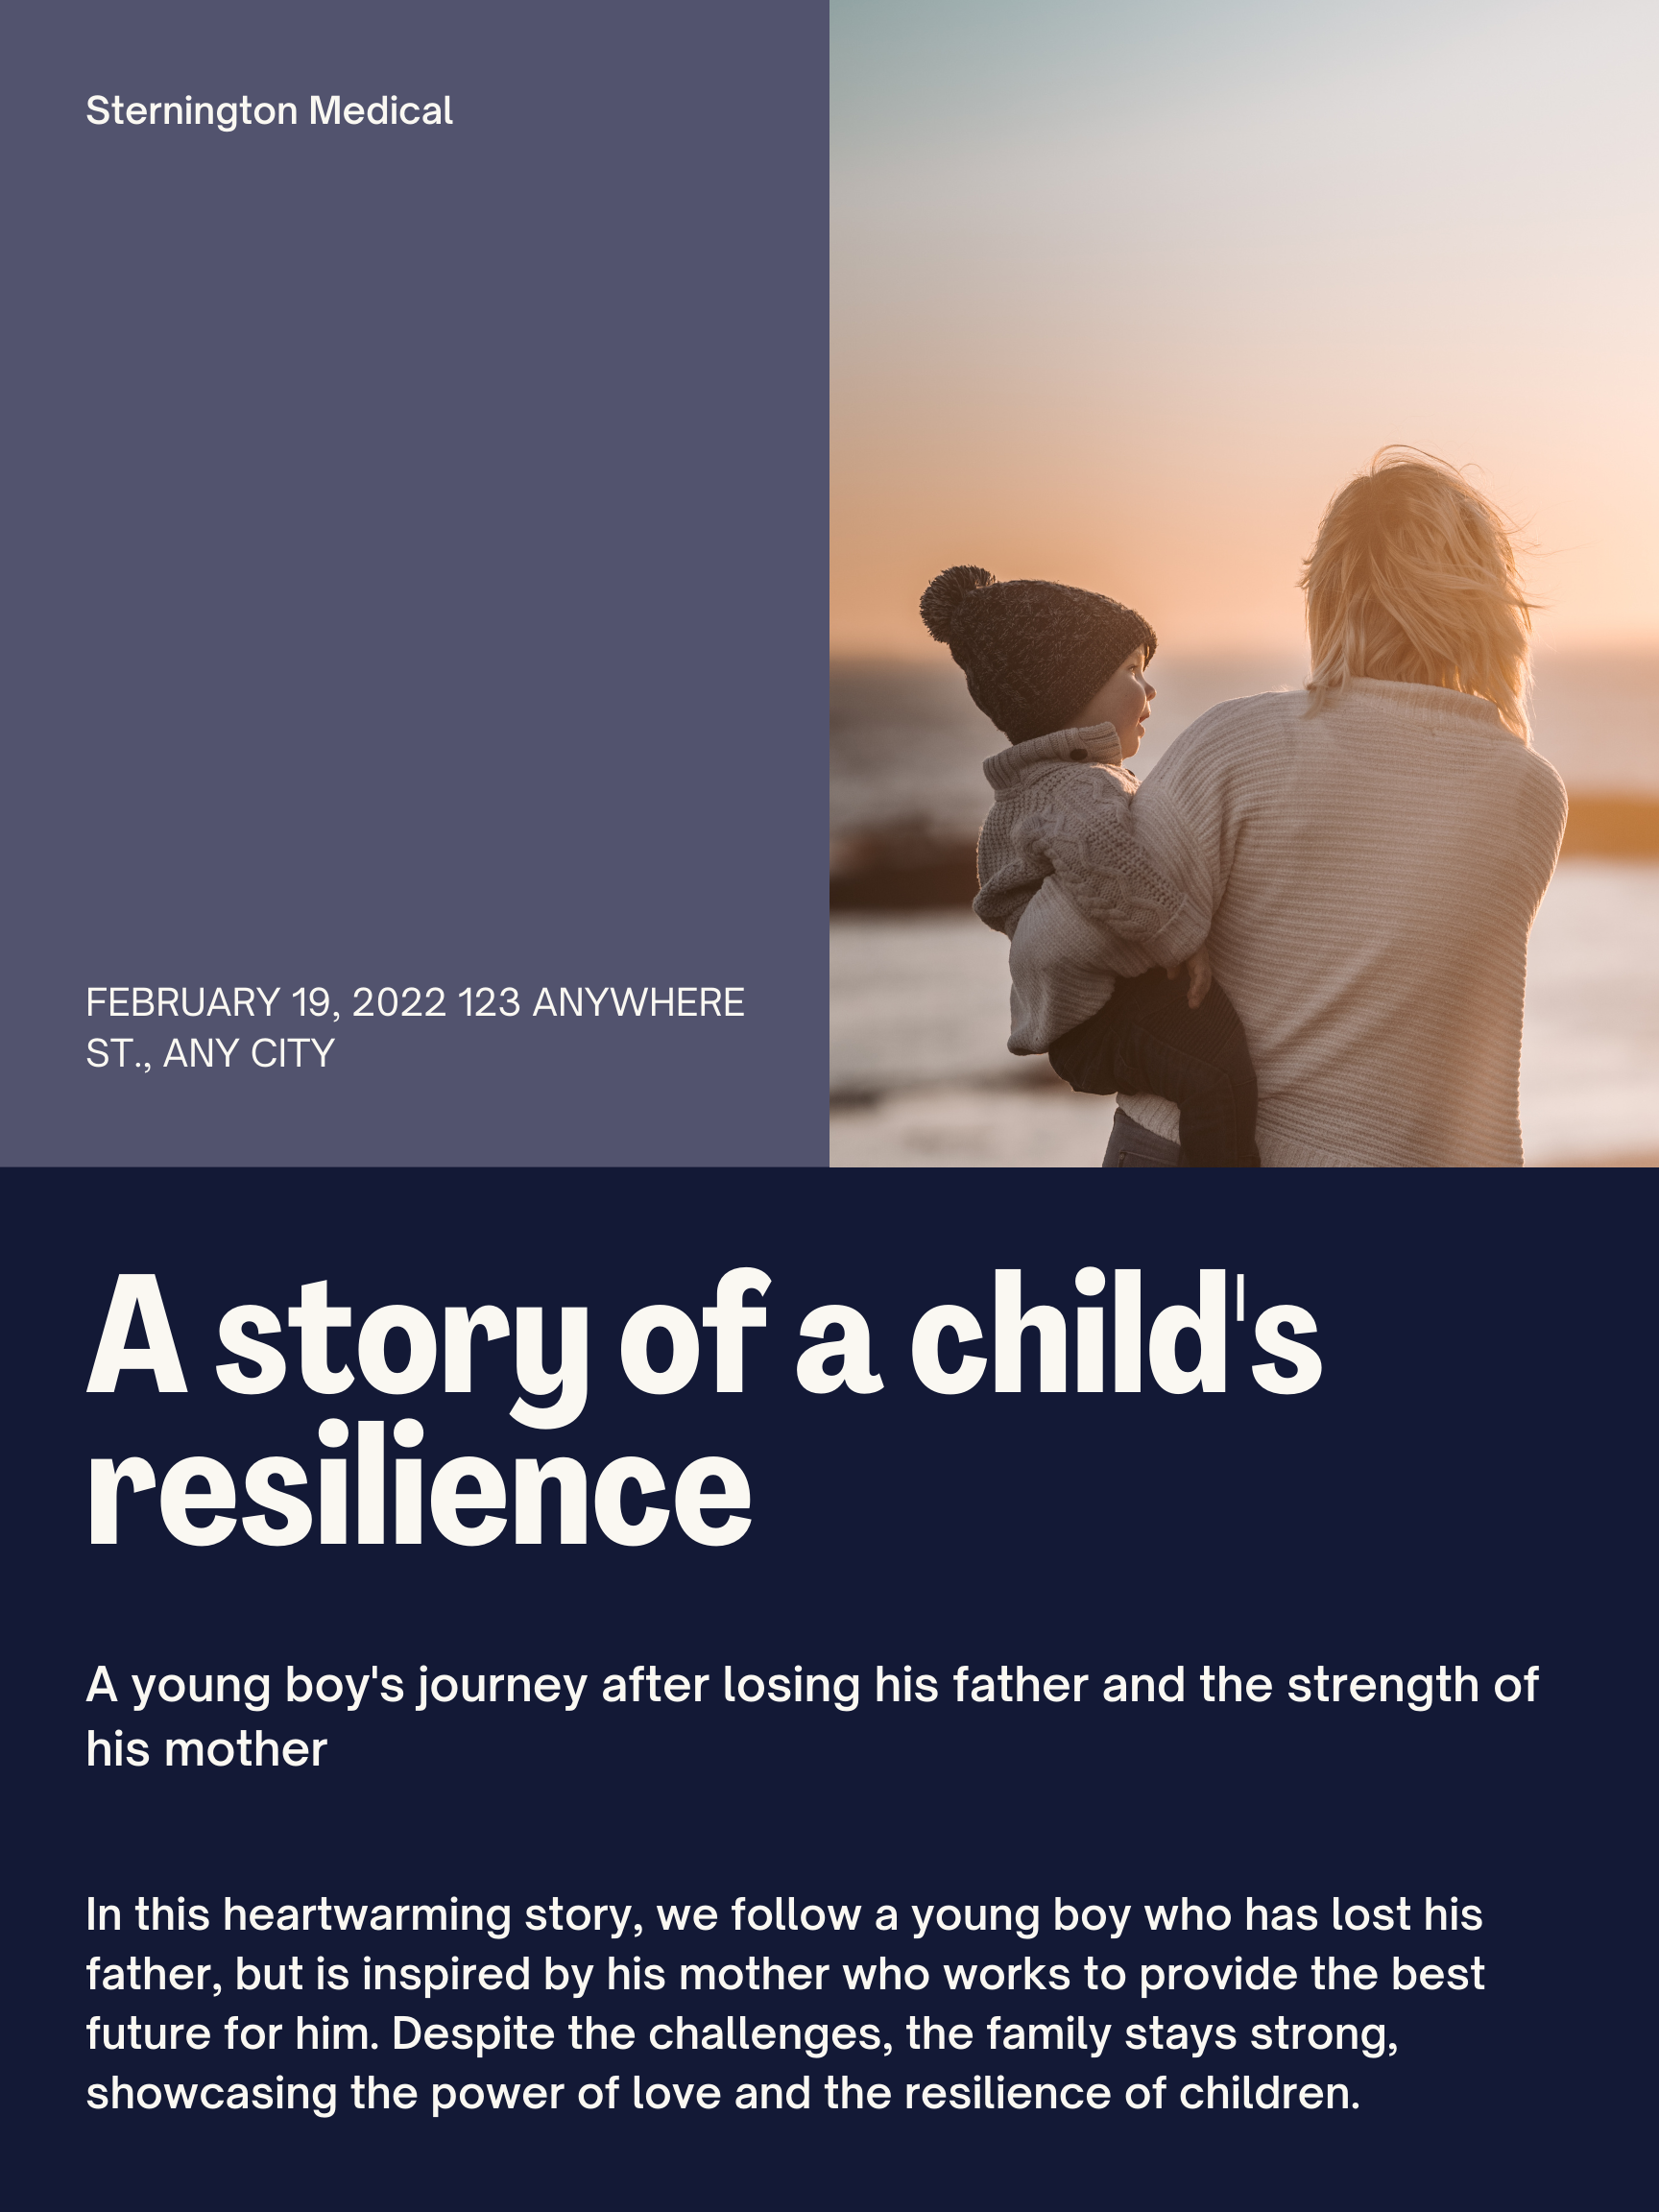 Sternington Medical
FEBRUARY 19, 2022 123 ANYWHERE
ST., ANY CITY
A story of a child's
resilience
A young boy's journey after losing his father and the strength of
his mother
In this heartwarming story, we follow a young boy who has lost his
father, but is inspired by his mother who works to provide the best
future for him. Despite the challenges, the family stays strong,
showcasing the power of love and the resilience of children.